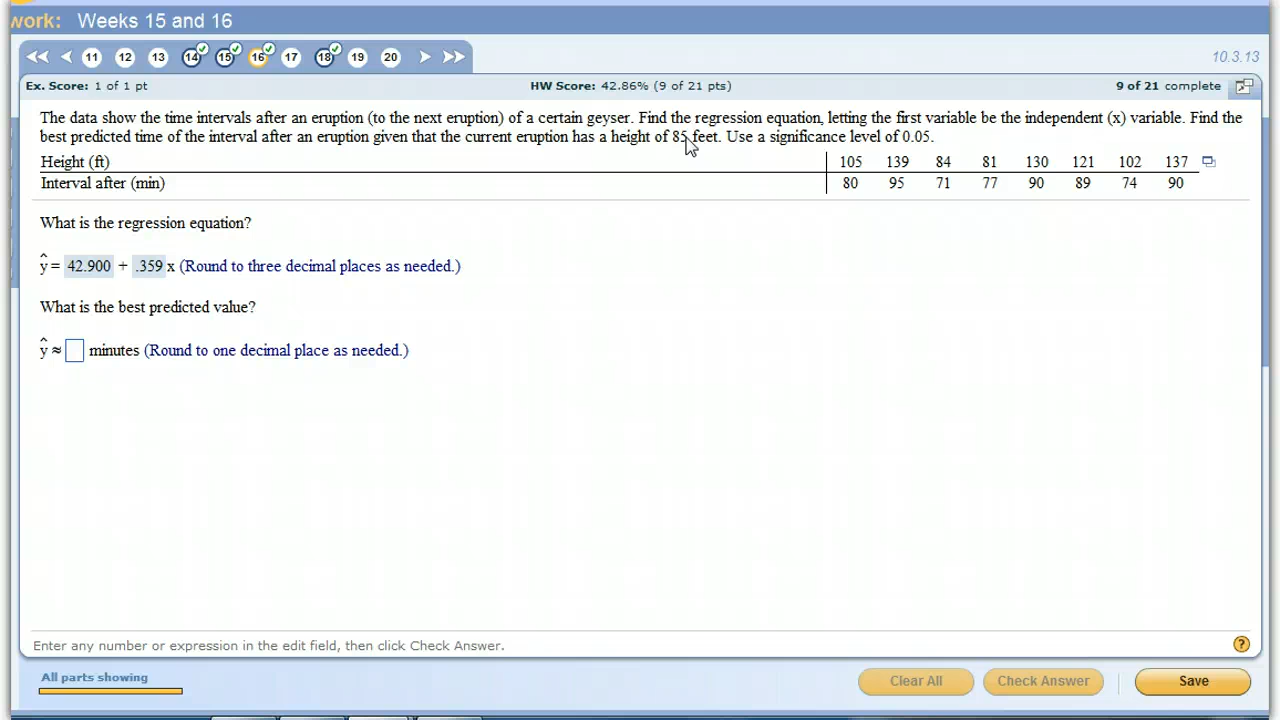 work: Weeks 15 and 16
11 12 13 14 15 16 17 18 19 20
10.3.13
Ex. Score: 1 of 1 pt HW Score: 42.86% (9 of 21 pts) 9 of 21 complete
The data show the time intervals after an eruption (to the next eruption) of a certain geyser. Find the regression equation, letting the first variable be the independent (x) variable. Find the
best predicted time of the interval after an eruption given that the current eruption has a height of 85 feet. Use a significance level of 0.05.
Height (ft) 105 139 84 81 130 121 102 137
Interval after (min) 80 95 71 77 90 89 74 90
What is the regression equation?
ŷ = 42.900 + .359 x (Round to three decimal places as needed.)
What is the best predicted value?
ŷ ≈ minutes (Round to one decimal place as needed.)
Enter any number or expression in the edit field, then click Check Answer.
?
All parts showing
Clear All Check Answer Save